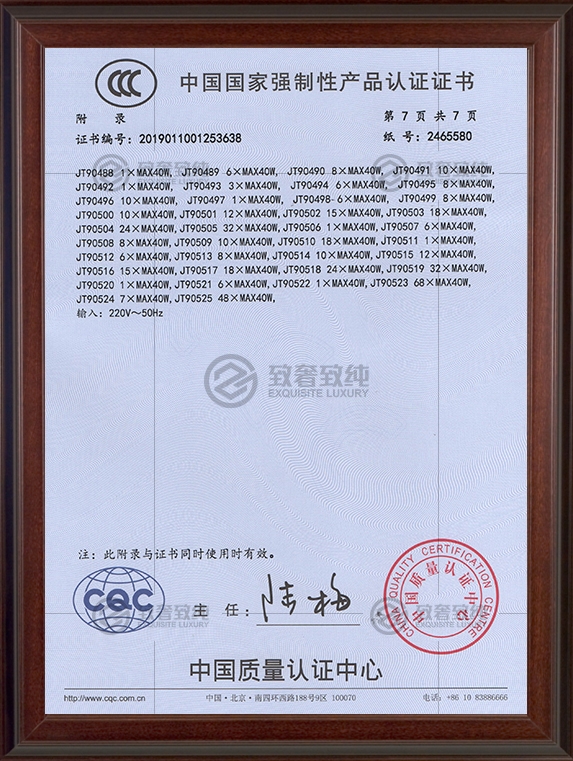 中国国家强制性产品认证证书
附 录
第 7 页 共 7 页
证书编号: 2019011001253638
纸 号: 2465580
JT90488 1×MAX40W, JT90489 6×MAX40W, JT90490 8×MAX40W, JT90491 10×MAX40W,
JT90492 1×MAX40W, JT90493 3×MAX40W, JT90494 6×MAX40W, JT90495 8×MAX40W,
JT90496 10×MAX40W, JT90497 1×MAX40W, JT90498 6×MAX40W, JT90499 8×MAX40W,
JT90500 10×MAX40W, JT90501 12×MAX40W, JT90502 15×MAX40W, JT90503 18×MAX40W,
JT90504 24×MAX40W, JT90505 32×MAX40W, JT90506 1×MAX40W, JT90507 6×MAX40W,
JT90508 8×MAX40W, JT90509 10×MAX40W, JT90510 18×MAX40W, JT90511 1×MAX40W,
JT90512 6×MAX40W, JT90513 8×MAX40W, JT90514 10×MAX40W, JT90515 12×MAX40W,
JT90516 15×MAX40W, JT90517 18×MAX40W, JT90518 24×MAX40W, JT90519 32×MAX40W,
JT90520 1×MAX40W, JT90521 6×MAX40W, JT90522 1×MAX40W, JT90523 68×MAX40W,
JT90524 7×MAX40W, JT90525 48×MAX40W,
输入: 220V～50Hz
致奢致纯
EXQUISITE LUXURY
注: 此附录与证书同时使用时有效。
CQC
主 任:
陆梅
CHINA QUALITY CERTIFICATION CENTRE
中国质量认证中心
中国质量认证中心
http://www.cqc.com.cn
中国·北京·南四环西路188号9区 100070
电话: +86 10 83886666